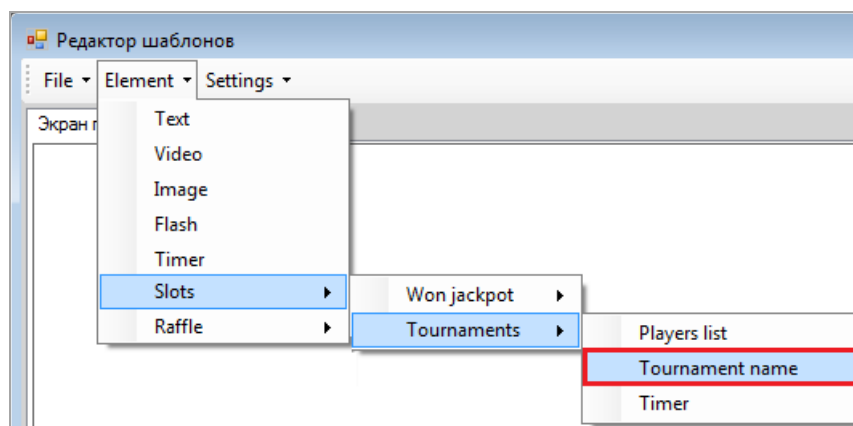 Редактор шаблонов
File Element Settings
Экран
Text
Video
Image
Flash
Timer
Slots
Raffle
Won jackpot
Tournaments
Players list
Tournament name
Timer